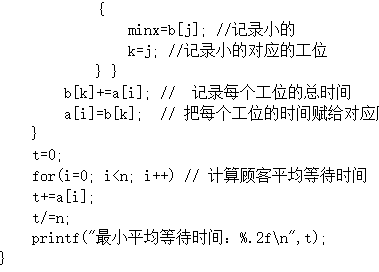 {
minx=b[j]; //记录小的
k=j; //记录小的对应的工位
} }
b[k]+=a[i]; // 记录每个工位的总时间
a[i]=b[k]; // 把每个工位的时间赋给对应
}
t=0;
for(i=0; i<n; i++) // 计算顾客平均等待时间
t+=a[i];
t/=n;
printf("最小平均等待时间：%.2f\n",t);
}